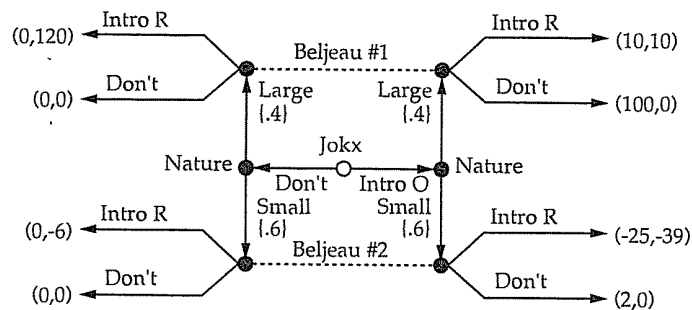 Intro R
(0,120)
Beljeau #1
Intro R
(10,10)
Don't
(0,0)
Large
{.4}
Large
{.4}
Don't
(100,0)
Jokx
Nature
Nature
Don't
Intro O
Small
{.6}
Small
{.6}
Intro R
(0,-6)
Beljeau #2
Intro R
(-25,-39)
Don't
(0,0)
Don't
(2,0)